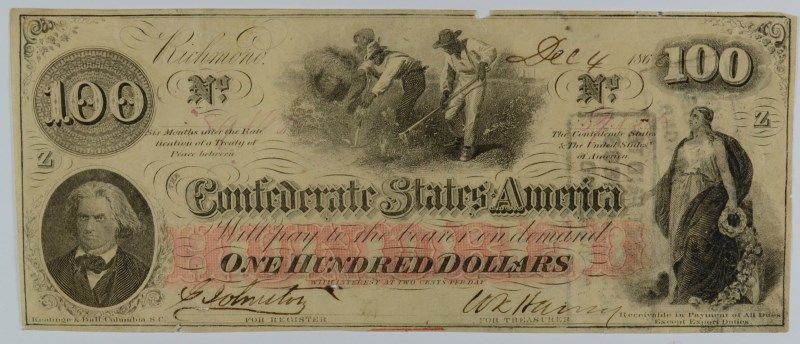 Richmond.
Dec 4 186
100
No
No
100
Six Months after the Rati
fication of a Treaty of
Peace between
The Confederate States
& The United States
of America
Z
Z
Confederate States of America
Will pay to the bearer on demand
HUNDRED
ONE HUNDRED DOLLARS
WITH INTEREST AT TWO CENTS PER DAY
Keatinge & Ball Columbia, S.C.
FOR REGISTER
FOR TREASURER
Receivable in Payment of All Dues
Except Export Duties